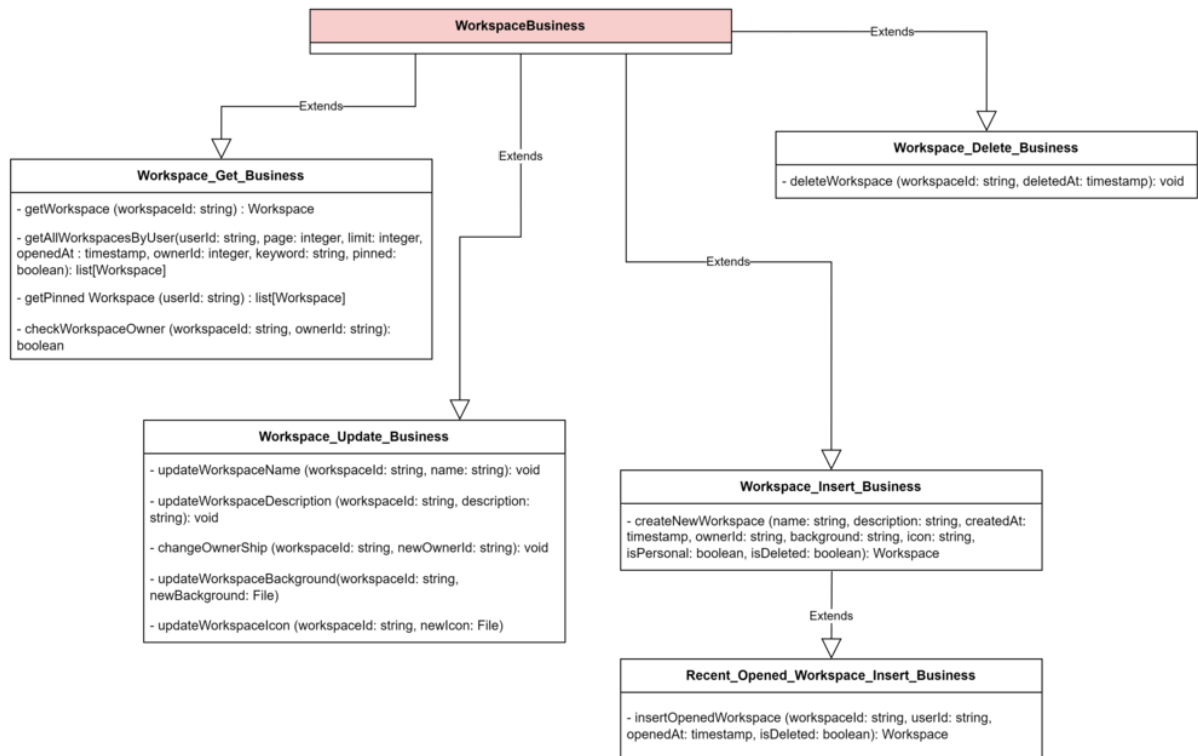 WorkspaceBusiness
Extends
Extends
Workspace_Delete_Business
- deleteWorkspace (workspaceId: string, deletedAt: timestamp): void
Extends
Workspace_Get_Business
- getWorkspace (workspaceId: string) : Workspace
- getAllWorkspacesByUser(userId: string, page: integer, limit: integer,
openedAt : timestamp, ownerId: integer, keyword: string, pinned:
boolean): list[Workspace]
- getPinned Workspace (userId: string) : list[Workspace]
- checkWorkspaceOwner (workspaceId: string, ownerId: string):
boolean
Extends
Workspace_Update_Business
- updateWorkspaceName (workspaceId: string, name: string): void
- updateWorkspaceDescription (workspaceId: string, description:
string): void
- changeOwnerShip (workspaceId: string, newOwnerId: string): void
- updateWorkspaceBackground(workspaceId: string,
newBackground: File)
- updateWorkspaceIcon (workspaceId: string, newIcon: File)
Workspace_Insert_Business
- createNewWorkspace (name: string, description: string, createdAt:
timestamp, ownerId: string, background: string, icon: string,
isPersonal: boolean, isDeleted: boolean): Workspace
Extends
Recent_Opened_Workspace_Insert_Business
- insertOpenedWorkspace (workspaceId: string, userId: string,
openedAt: timestamp, isDeleted: boolean): Workspace